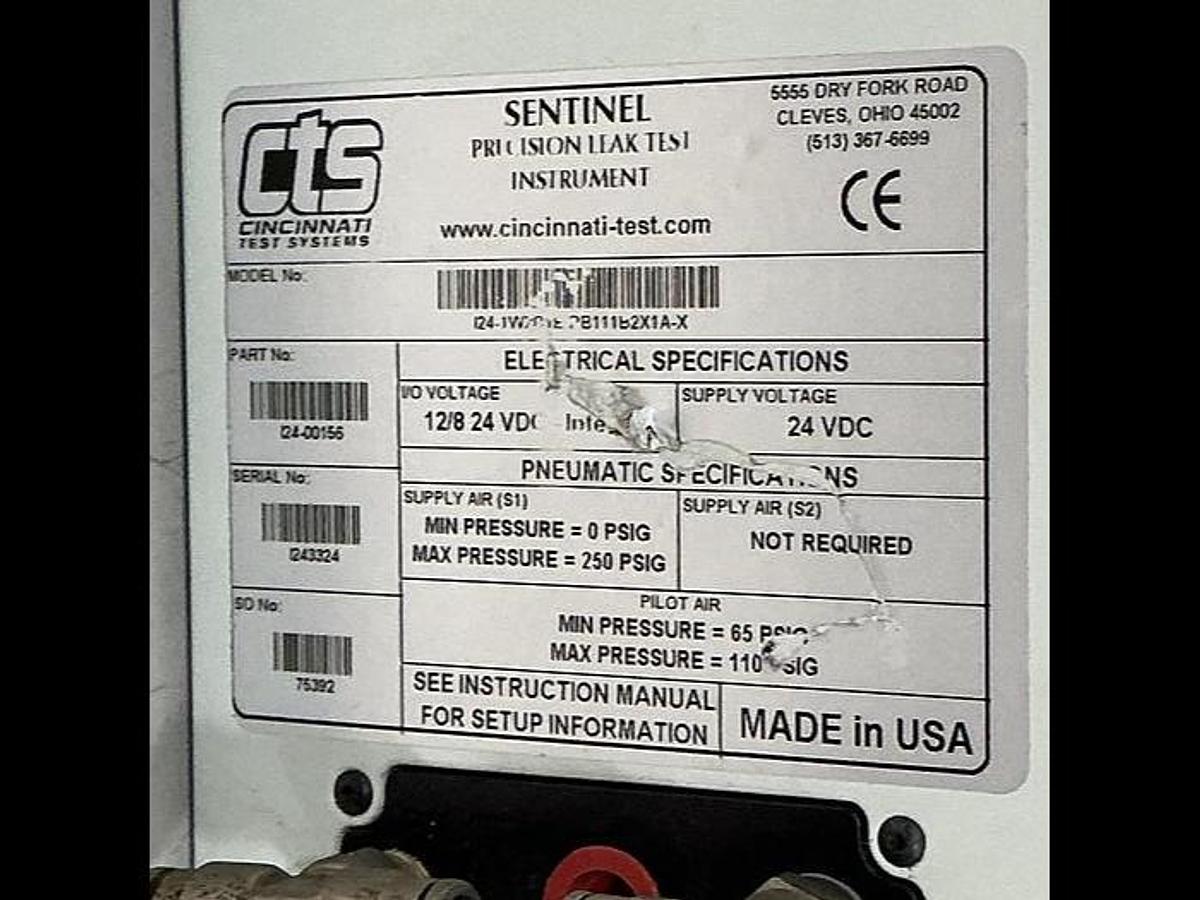 cts
CINCINNATI
TEST SYSTEMS
SENTINEL
PRECISION LEAK TEST
INSTRUMENT
www.cincinnati-test.com
5555 DRY FORK ROAD
CLEVES, OHIO 45002
(513) 367-6699
CE
MODEL No:
PART No:
I24-00156
SERIAL No:
I243324
SO No:
75392
ELECTRICAL SPECIFICATIONS
I/O VOLTAGE
12/8 24 VDC
SUPPLY VOLTAGE
24 VDC
PNEUMATIC SPECIFICATIONS
SUPPLY AIR (S1)
MIN PRESSURE = 0 PSIG
MAX PRESSURE = 250 PSIG
SUPPLY AIR (S2)
NOT REQUIRED
PILOT AIR
MIN PRESSURE = 65 PSIG
MAX PRESSURE = 110 PSIG
SEE INSTRUCTION MANUAL
FOR SETUP INFORMATION
MADE in USA